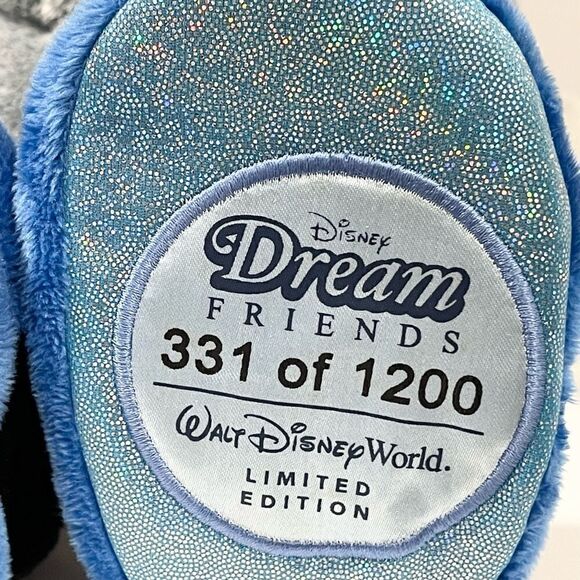 Disney
Dream
FRIENDS
331 of 1200
Walt Disney World.
LIMITED
EDITION